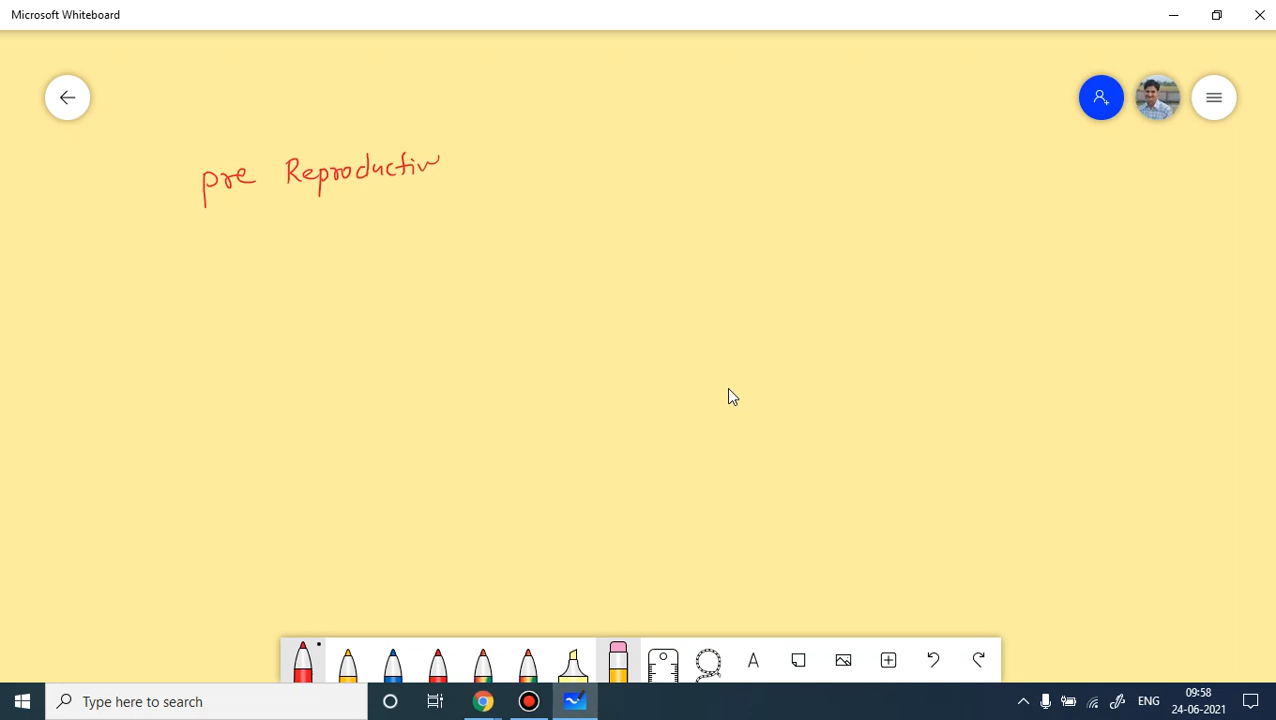 Microsoft Whiteboard
pre Reproductiv
Type here to search
ENG
09:58
24-06-2021